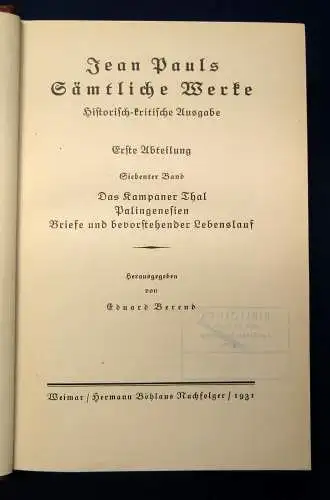 Jean Pauls
Sämtliche Werke
Historisch-kritische Ausgabe
Erste Abteilung
Siebenter Band
Das Kampaner Thal
Palingenesien
Briefe und bevorstehender Lebenslauf
Herausgegeben
von
Eduard Berend
Weimar / Hermann Böhlaus Nachfolger / 1931